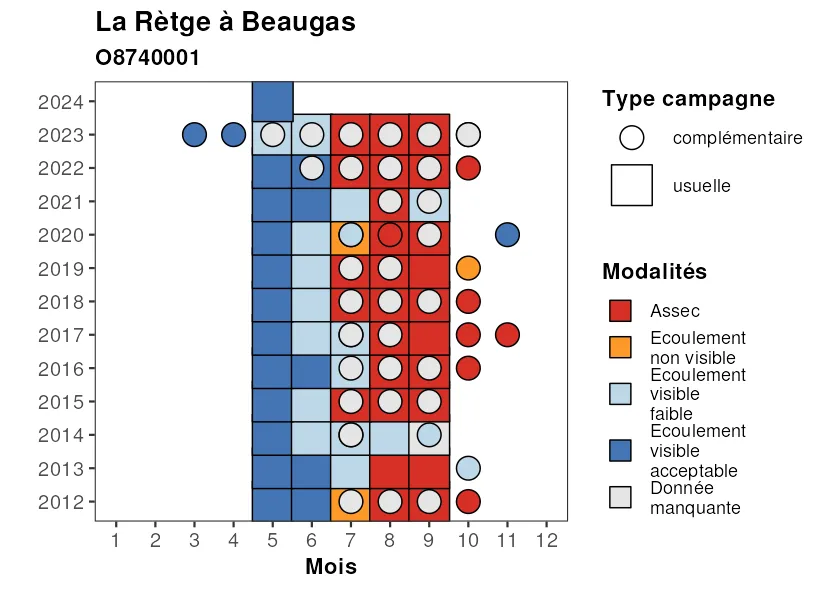 La Rètge à Beaugas
O8740001
2024
2023
2022
2021
2020
2019
2018
2017
2016
2015
2014
2013
2012
1 2 3 4 5 6 7 8 9 10 11 12
Mois
Type campagne
complémentaire
usuelle
Modalités
Assec
Ecoulement
non visible
Ecoulement
visible
faible
Ecoulement
visible
acceptable
Donnée
manquante